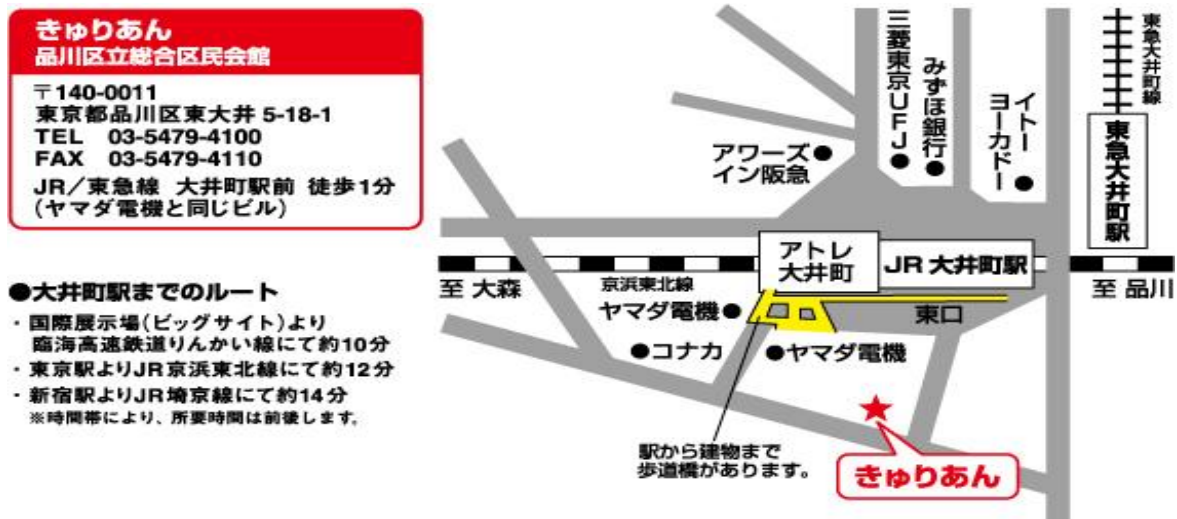 きゅりあん
品川区立総合区民会館
〒140-0011
東京都品川区東大井 5-18-1
TEL 03-5479-4100
FAX 03-5479-4110
JR／東急線 大井町駅前 徒歩1分
(ヤマダ電機と同じビル)
●大井町駅までのルート
・国際展示場(ビッグサイト)より
臨海高速鉄道りんかい線にて約10分
・東京駅よりJR京浜東北線にて約12分
・新宿駅よりJR埼京線にて約14分
※時間帯により、所要時間は前後します。
三菱東京UFJ●
みずほ銀行●
イトーヨーカドー●
東急大井町線
東急大井町駅
アワーズ●
イン阪急
アトレ
大井町
JR 大井町駅
至 大森
京浜東北線
至 品川
ヤマダ電機●
東口
●コナカ
●ヤマダ電機
駅から建物まで
歩道橋があります。
★
きゅりあん